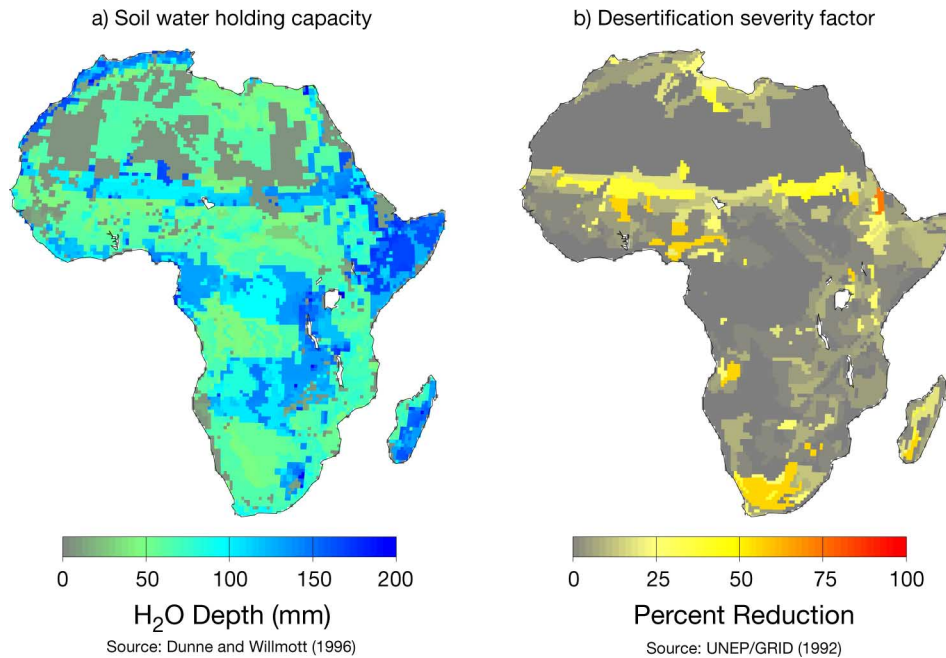 a) Soil water holding capacity
b) Desertification severity factor
0 50 100 150 200
0 25 50 75 100
H₂O Depth (mm)
Percent Reduction
Source: Dunne and Willmott (1996)
Source: UNEP/GRID (1992)